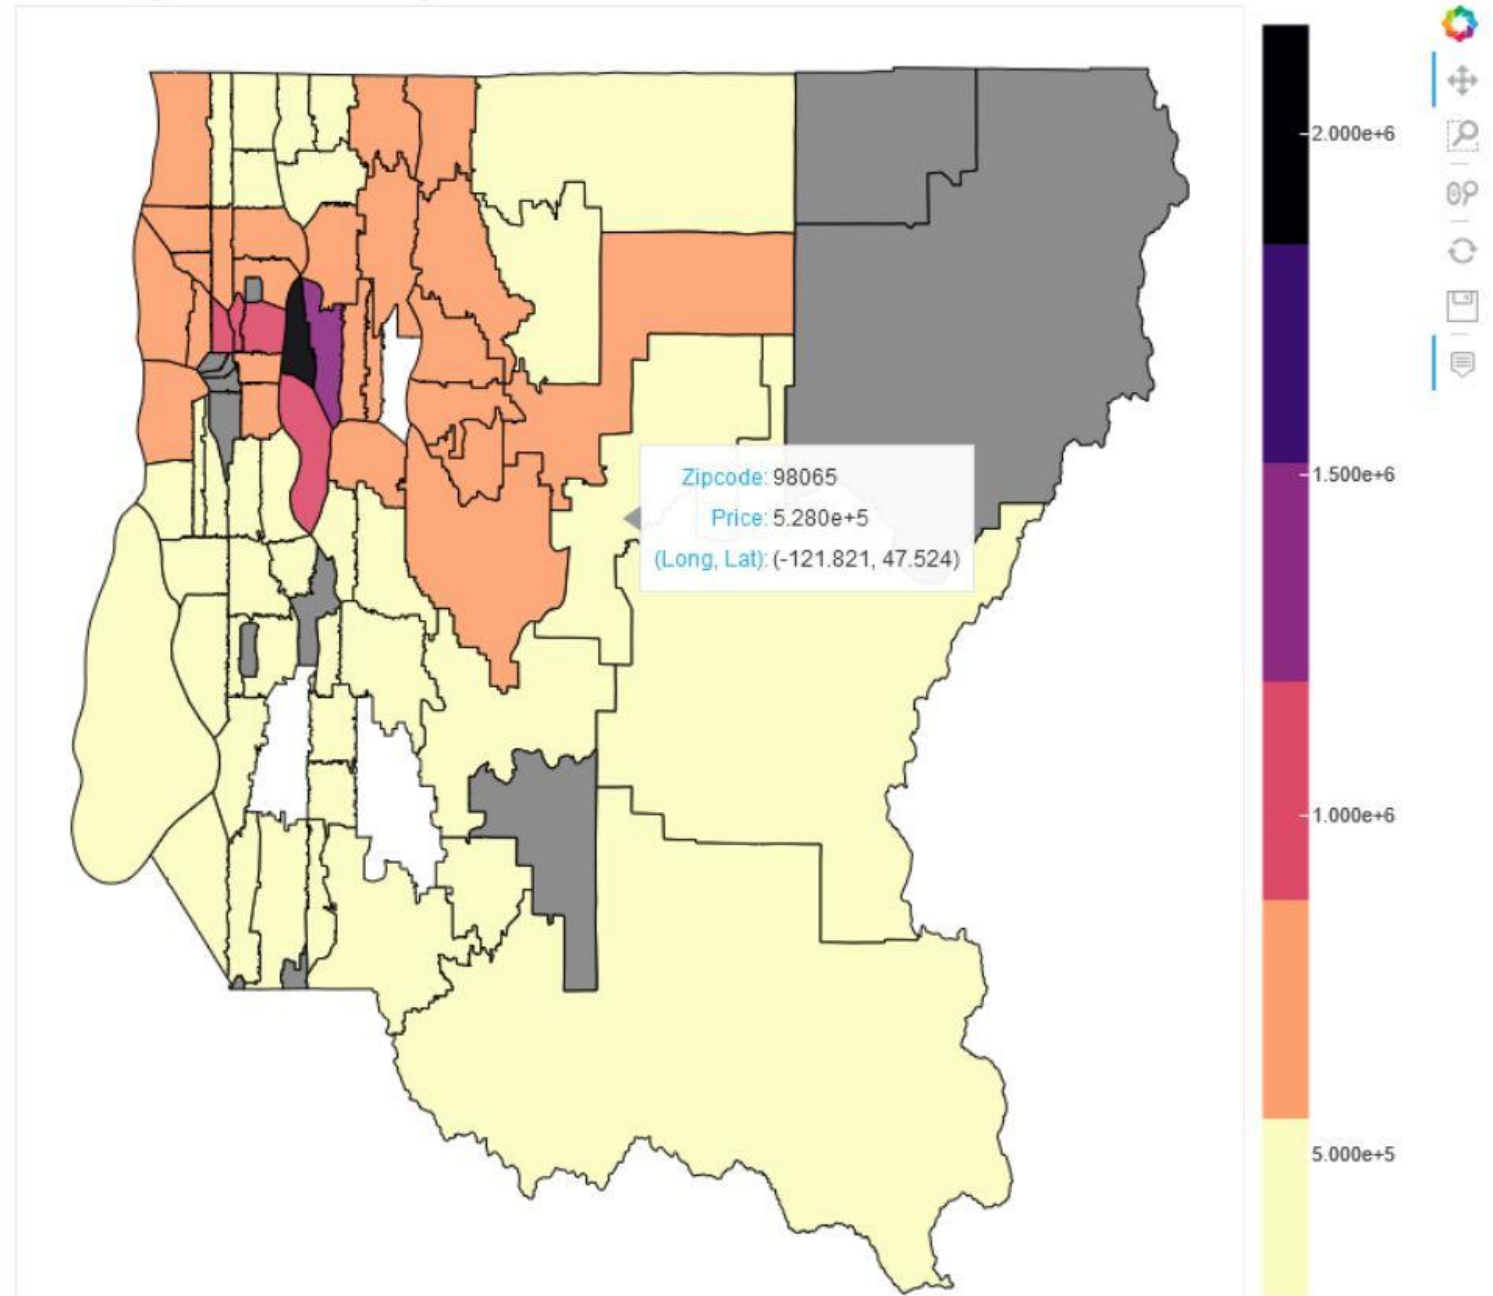 2.000e+6
Zipcode: 98065
Price: 5.280e+5
(Long, Lat): (-121.821, 47.524)
1.500e+6
1.000e+6
5.000e+5